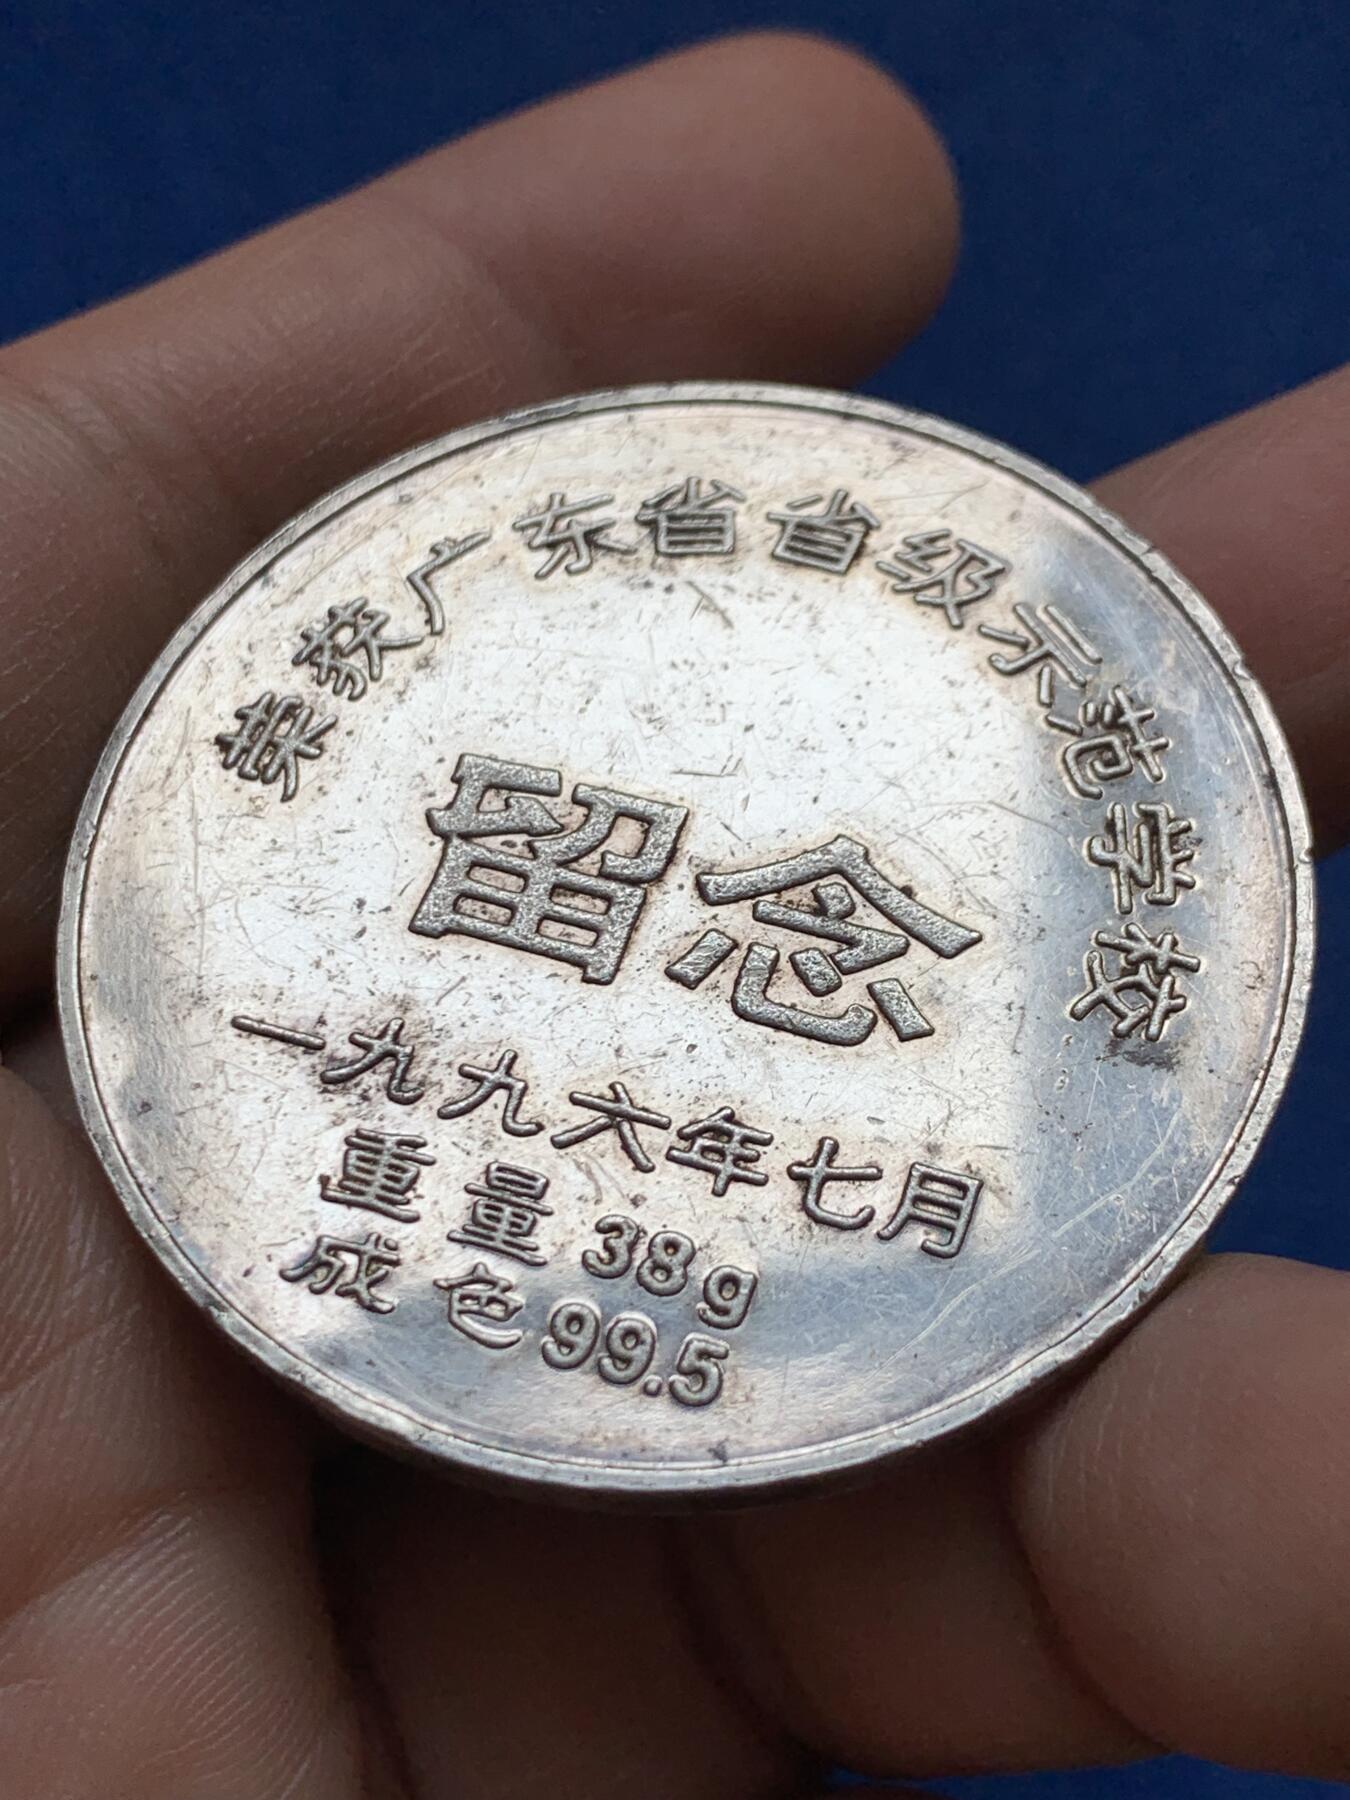 荣获广东省省级示范学校
留念
一九九六年七月
重量 38g
成色 99.5